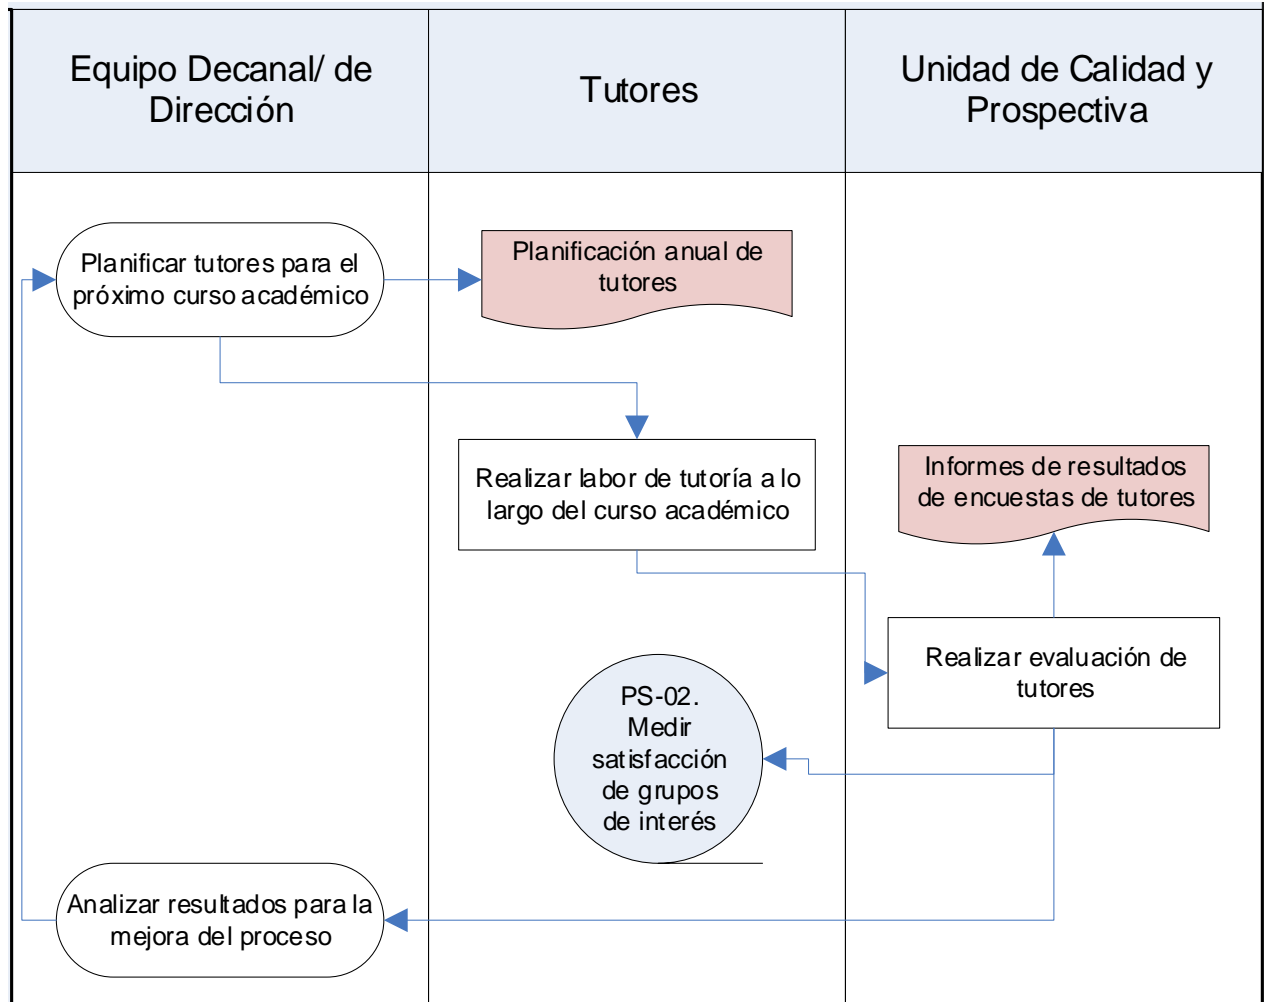 Equipo Decanal/ de
Dirección
Tutores
Unidad de Calidad y
Prospectiva
Planificar tutores para el
próximo curso académico
Planificación anual de
tutores
Realizar labor de tutoría a lo
largo del curso académico
Informes de resultados
de encuestas de tutores
Realizar evaluación de
tutores
PS-02.
Medir
satisfacción
de grupos
de interés
Analizar resultados para la
mejora del proceso